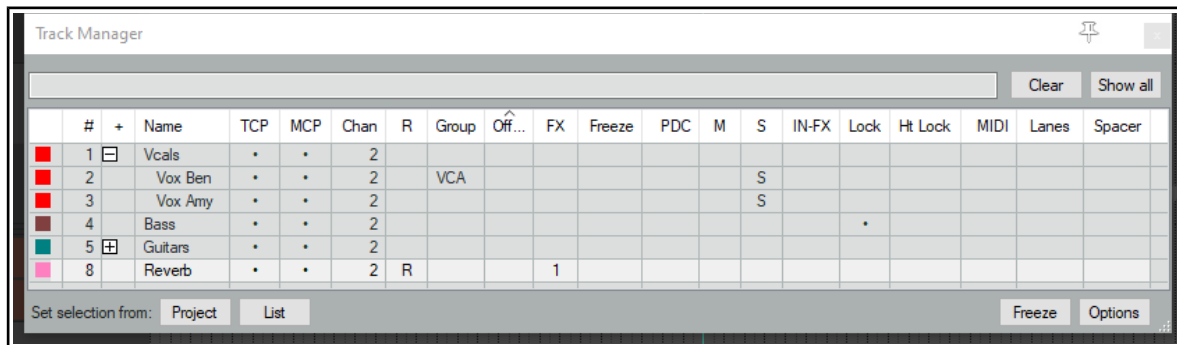 Track Manager
Clear Show all
# + Name TCP MCP Chan R Group Off... FX Freeze PDC M S IN-FX Lock Ht Lock MIDI Lanes Spacer
1 Vcals • • 2
2 Vox Ben • • 2 VCA S
3 Vox Amy • • 2 S
4 Bass • • 2 •
5 Guitars • • 2
8 Reverb • • 2 R 1
Set selection from: Project List Freeze Options